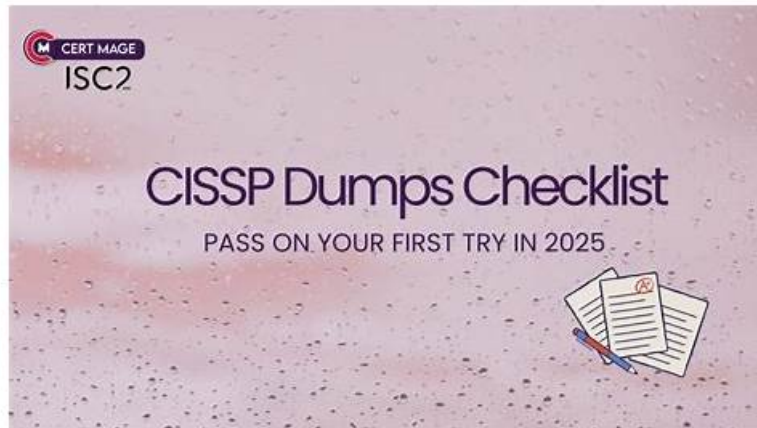 CERT MAGE
ISC2
CISSP Dumps Checklist
PASS ON YOUR FIRST TRY IN 2025
A+